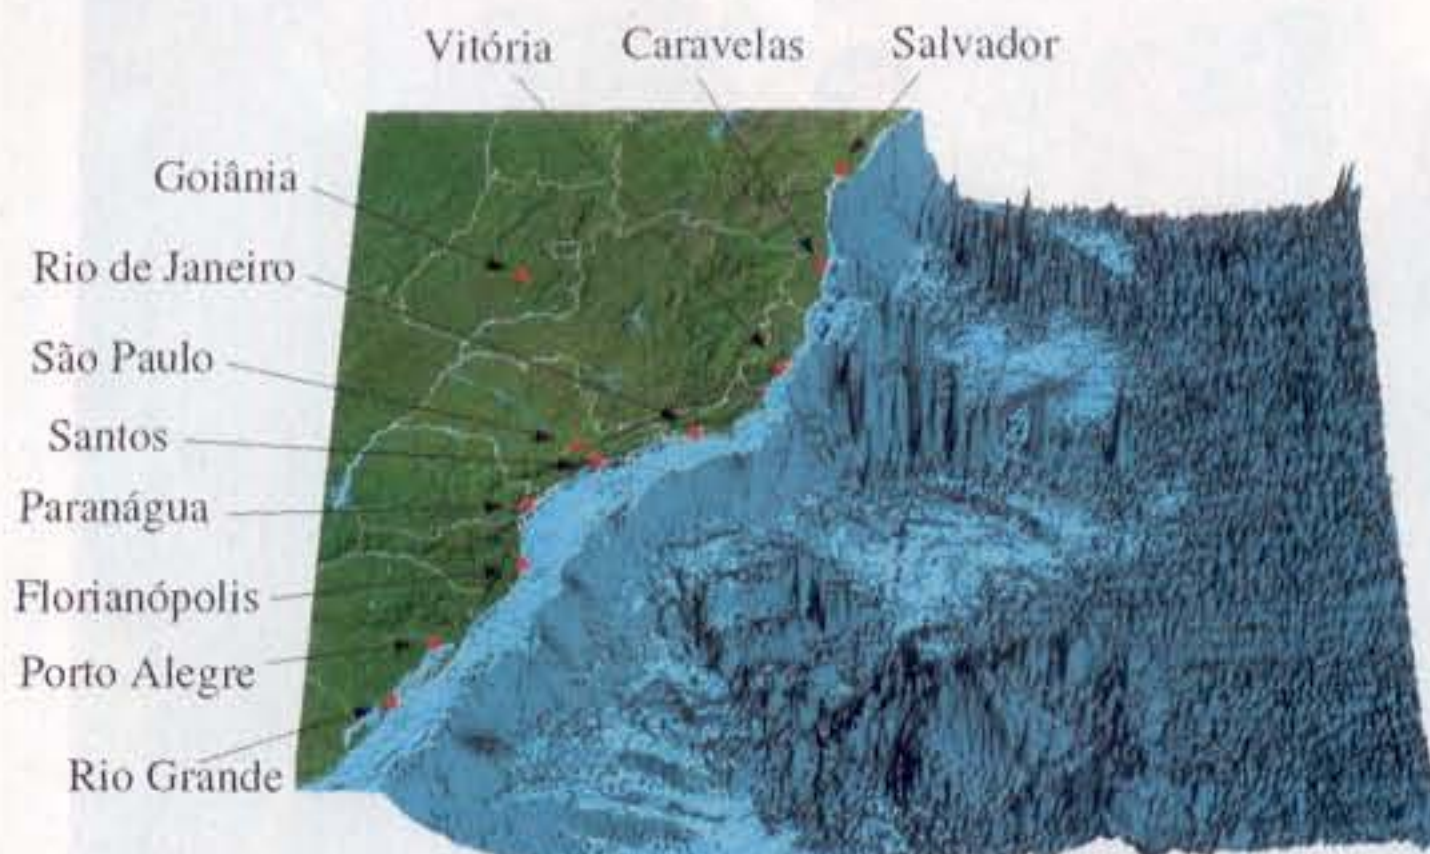 Vitória
Caravelas
Salvador
Goiânia
Rio de Janeiro
São Paulo
Santos
Paranágua
Florianópolis
Porto Alegre
Rio Grande